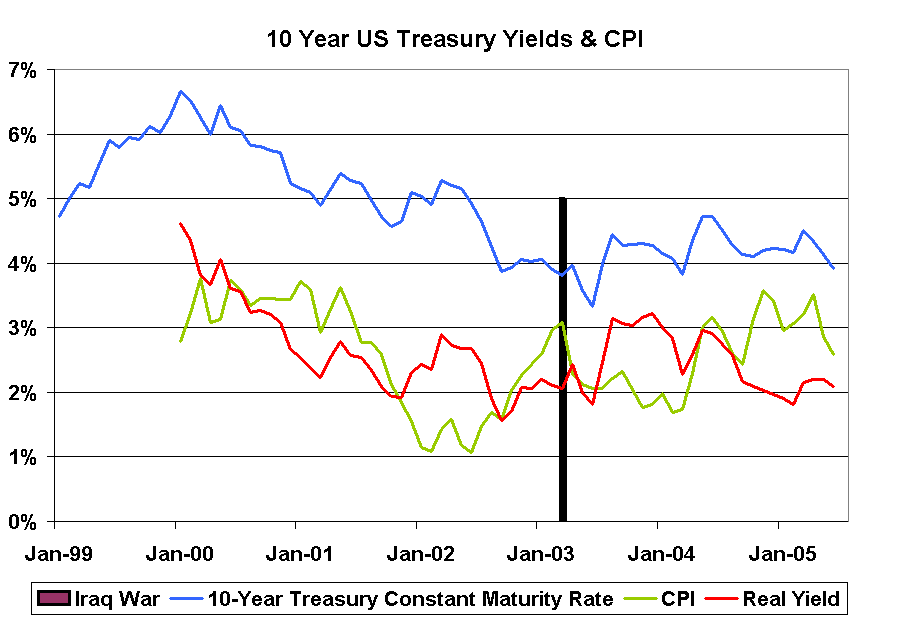 10 Year US Treasury Yields & CPI
7%
6%
5%
4%
3%
2%
1%
0%
Jan-99 Jan-00 Jan-01 Jan-02 Jan-03 Jan-04 Jan-05
Iraq War 10-Year Treasury Constant Maturity Rate CPI Real Yield